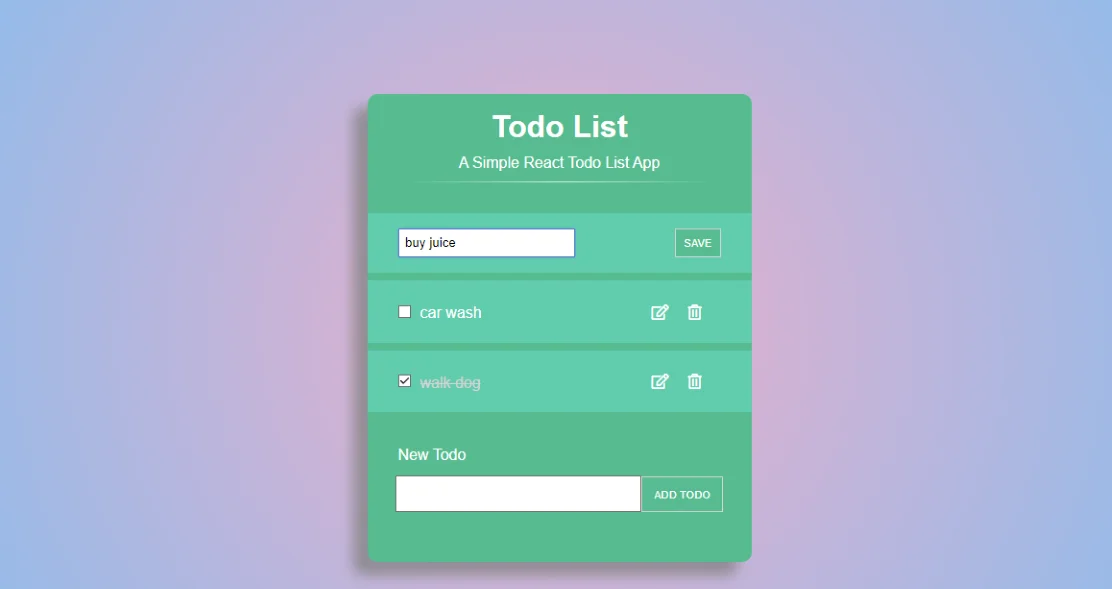 Todo List
A Simple React Todo List App
buy juice
SAVE
car wash
walk dog
New Todo
ADD TODO